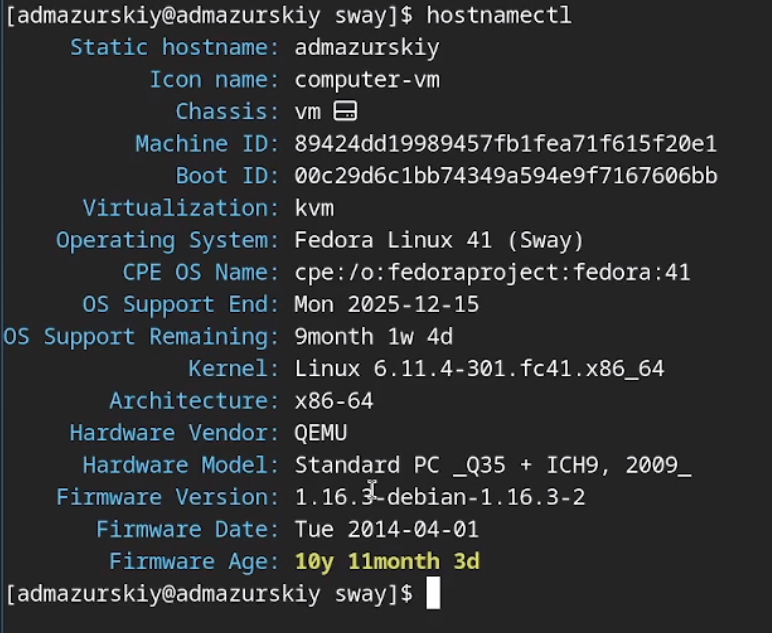 [admazurskiy@admazurskiy sway]$ hostnamectl
Static hostname: admazurskiy
Icon name: computer-vm
Chassis: vm 🖴
Machine ID: 89424dd19989457fb1fea71f615f20e1
Boot ID: 00c29d6c1bb74349a594e9f7167606bb
Virtualization: kvm
Operating System: Fedora Linux 41 (Sway)
CPE OS Name: cpe:/o:fedoraproject:fedora:41
OS Support End: Mon 2025-12-15
OS Support Remaining: 9month 1w 4d
Kernel: Linux 6.11.4-301.fc41.x86_64
Architecture: x86-64
Hardware Vendor: QEMU
Hardware Model: Standard PC _Q35 + ICH9, 2009_
Firmware Version: 1.16.3-debian-1.16.3-2
Firmware Date: Tue 2014-04-01
Firmware Age: 10y 11month 3d
[admazurskiy@admazurskiy sway]$